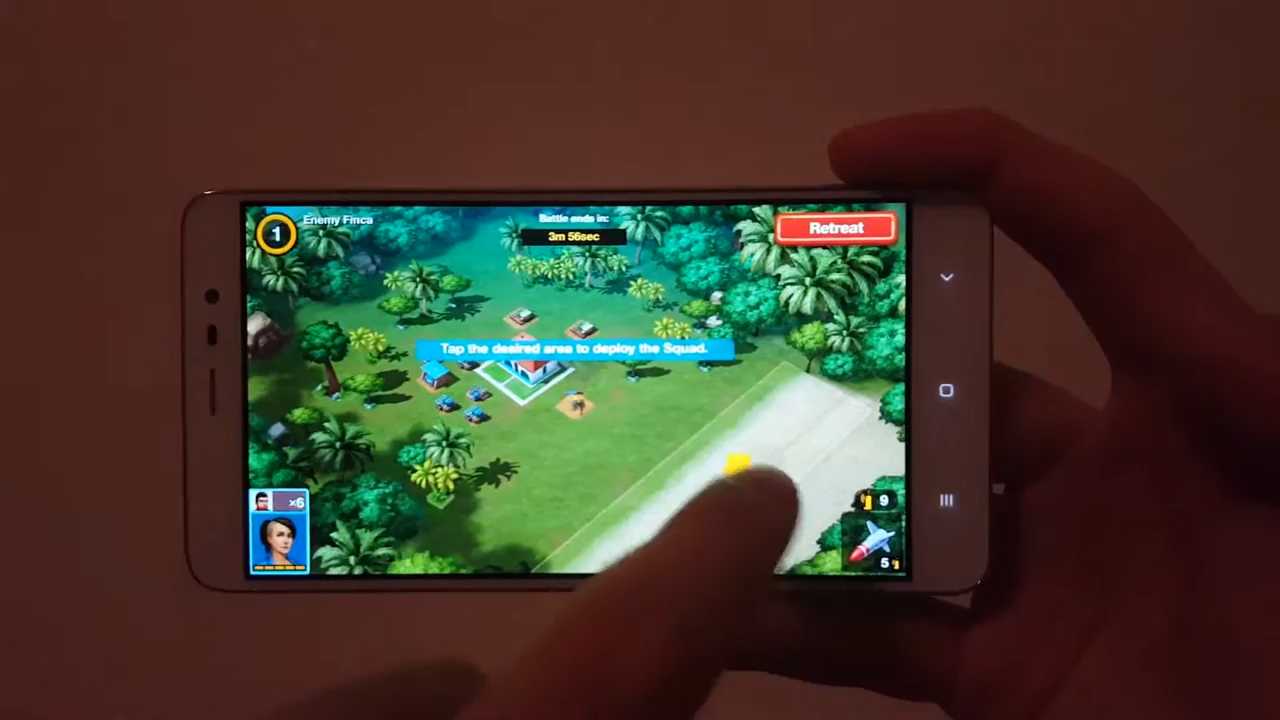 1
Enemy Finca
Battle ends in:
3m 56sec
Retreat
Tap the desired area to deploy the Squad.
×6
9
5